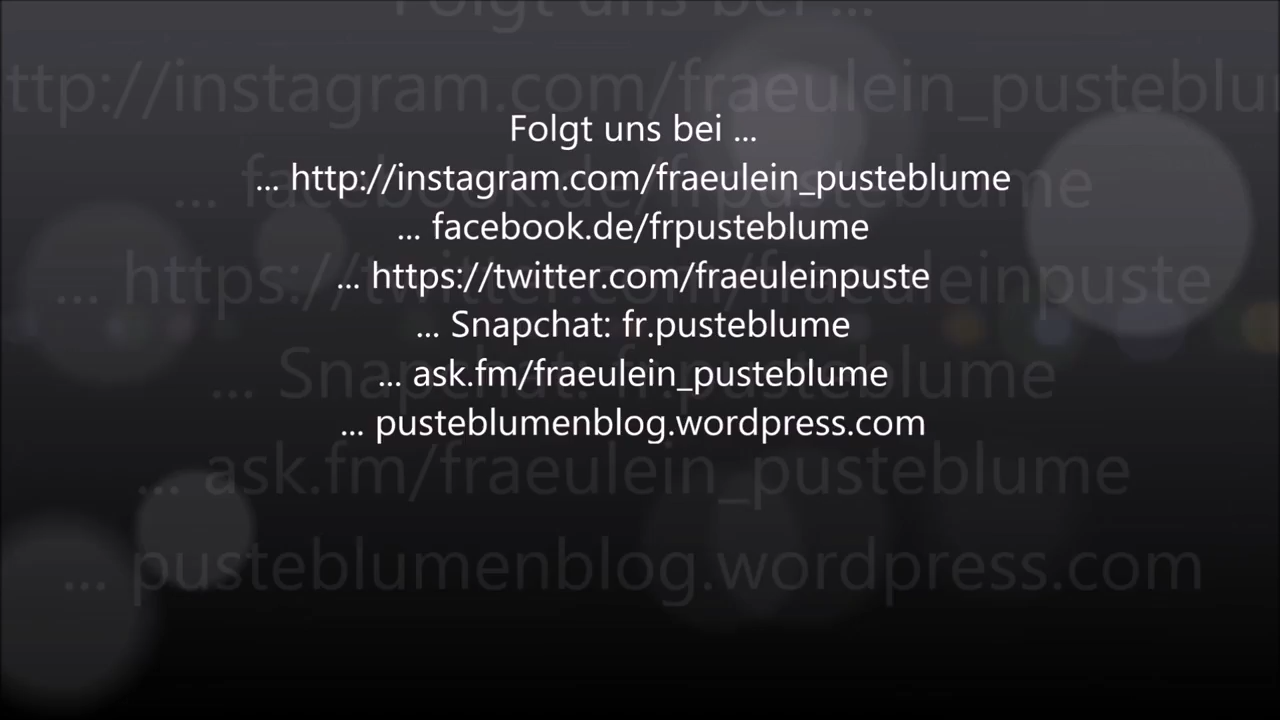 Folgt uns bei ...
... http://instagram.com/fraeulein_pusteblume
... facebook.de/frpusteblume
... https://twitter.com/fraeuleinpuste
... Snapchat: fr.pusteblume
... ask.fm/fraeulein_pusteblume
... pusteblumenblog.wordpress.com